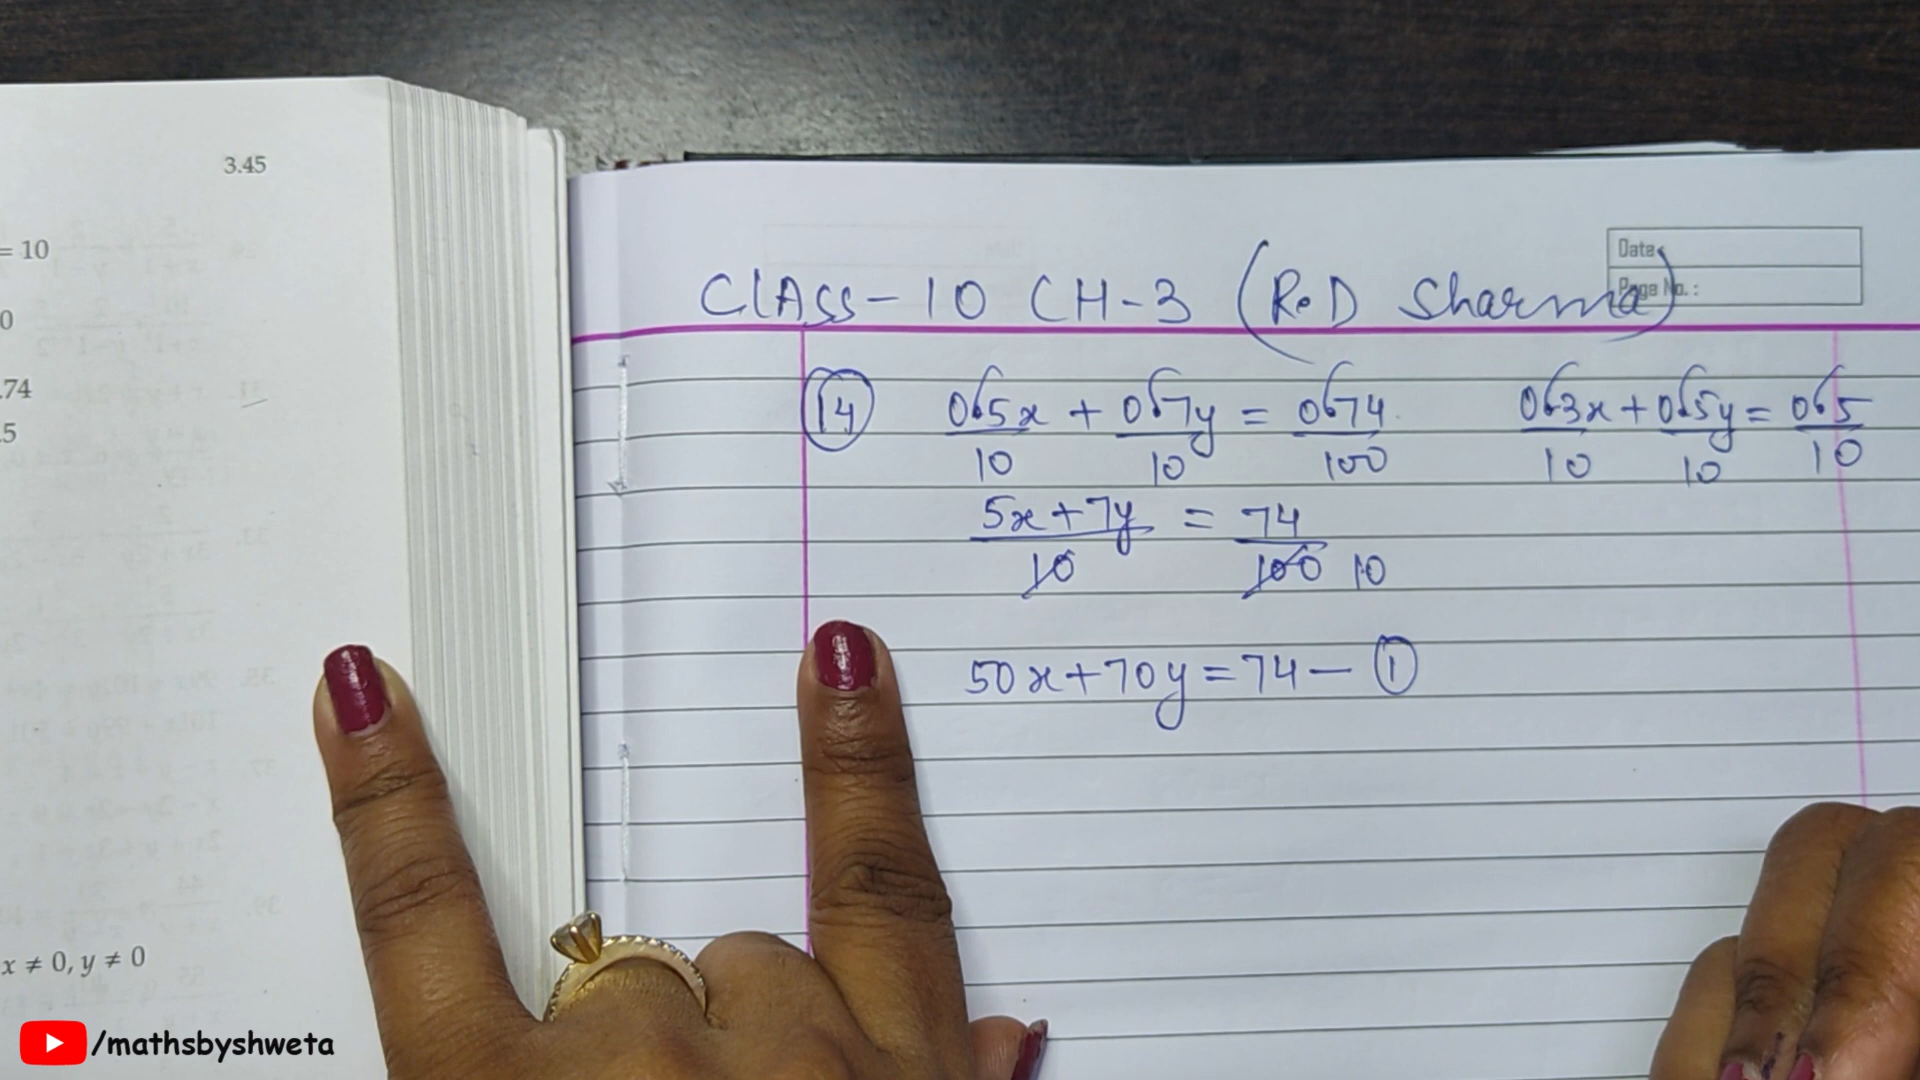 3.45
= 10
0
.74
.5
x ≠ 0, y ≠ 0
Date
Page No. :
ClASS - 10 CH-3 (R.D Sharma)
14 0.5x/10 + 0.7y/10 = 0.74/100 0.3x/10 + 0.5y/10 = 0.5/10
5x+7y/10 = 74/100 10
50x+70y=74 — 1
/mathsbyshweta